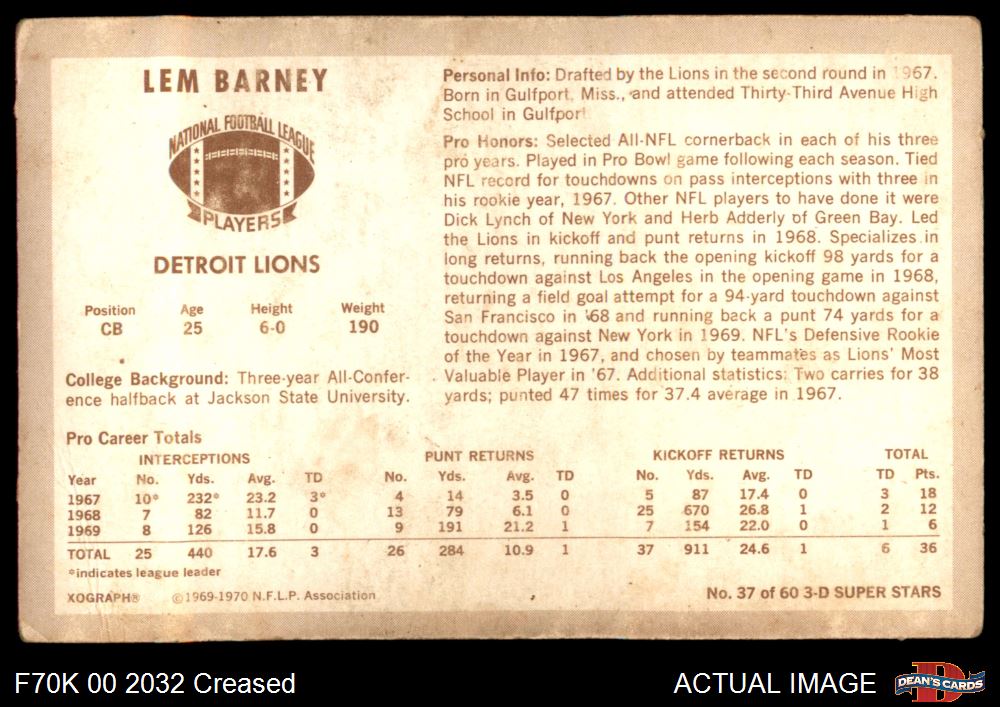 LEM BARNEY
NATIONAL FOOTBALL LEAGUE
PLAYERS
DETROIT LIONS
Position Age Height Weight
CB 25 6-0 190
College Background: Three-year All-Confer-
ence halfback at Jackson State University.
Personal Info: Drafted by the Lions in the second round in 1967.
Born in Gulfport, Miss., and attended Thirty-Third Avenue High
School in Gulfport
Pro Honors: Selected All-NFL cornerback in each of his three
pro years. Played in Pro Bowl game following each season. Tied
NFL record for touchdowns on pass interceptions with three in
his rookie year, 1967. Other NFL players to have done it were
Dick Lynch of New York and Herb Adderly of Green Bay. Led
the Lions in kickoff and punt returns in 1968. Specializes in
long returns, running back the opening kickoff 98 yards for a
touchdown against Los Angeles in the opening game in 1968,
returning a field goal attempt for a 94-yard touchdown against
San Francisco in '68 and running back a punt 74 yards for a
touchdown against New York in 1969. NFL's Defensive Rookie
of the Year in 1967, and chosen by teammates as Lions' Most
Valuable Player in '67. Additional statistics: Two carries for 38
yards; punted 47 times for 37.4 average in 1967.
Pro Career Totals
INTERCEPTIONS PUNT RETURNS KICKOFF RETURNS TOTAL
Year No. Yds. Avg. TD No. Yds. Avg. TD No. Yds. Avg. TD TD Pts.
1967 10* 232* 23.2 3* 4 14 3.5 0 5 87 17.4 0 3 18
1968 7 82 11.7 0 13 79 6.1 0 25 670 26.8 1 2 12
1969 8 126 15.8 0 9 191 21.2 1 7 154 22.0 0 1 6
TOTAL 25 440 17.6 3 26 284 10.9 1 37 911 24.6 1 6 36
*indicates league leader
XOGRAPH® ©1969-1970 N.F.L.P. Association No. 37 of 60 3-D SUPER STARS
F70K 00 2032 Creased ACTUAL IMAGE DEAN'S CARDS